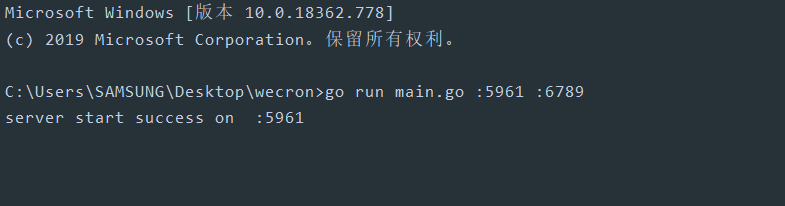 Microsoft Windows [版本 10.0.18362.778]
(c) 2019 Microsoft Corporation。保留所有权利。
C:\Users\SAMSUNG\Desktop\wecron>go run main.go :5961 :6789
server start success on  :5961